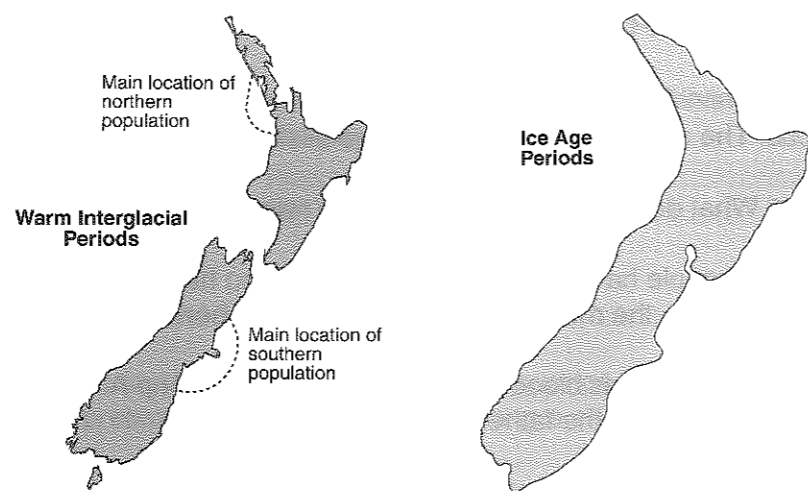 Main location of
northern
population
Ice Age
Periods
Warm Interglacial
Periods
Main location of
southern
population